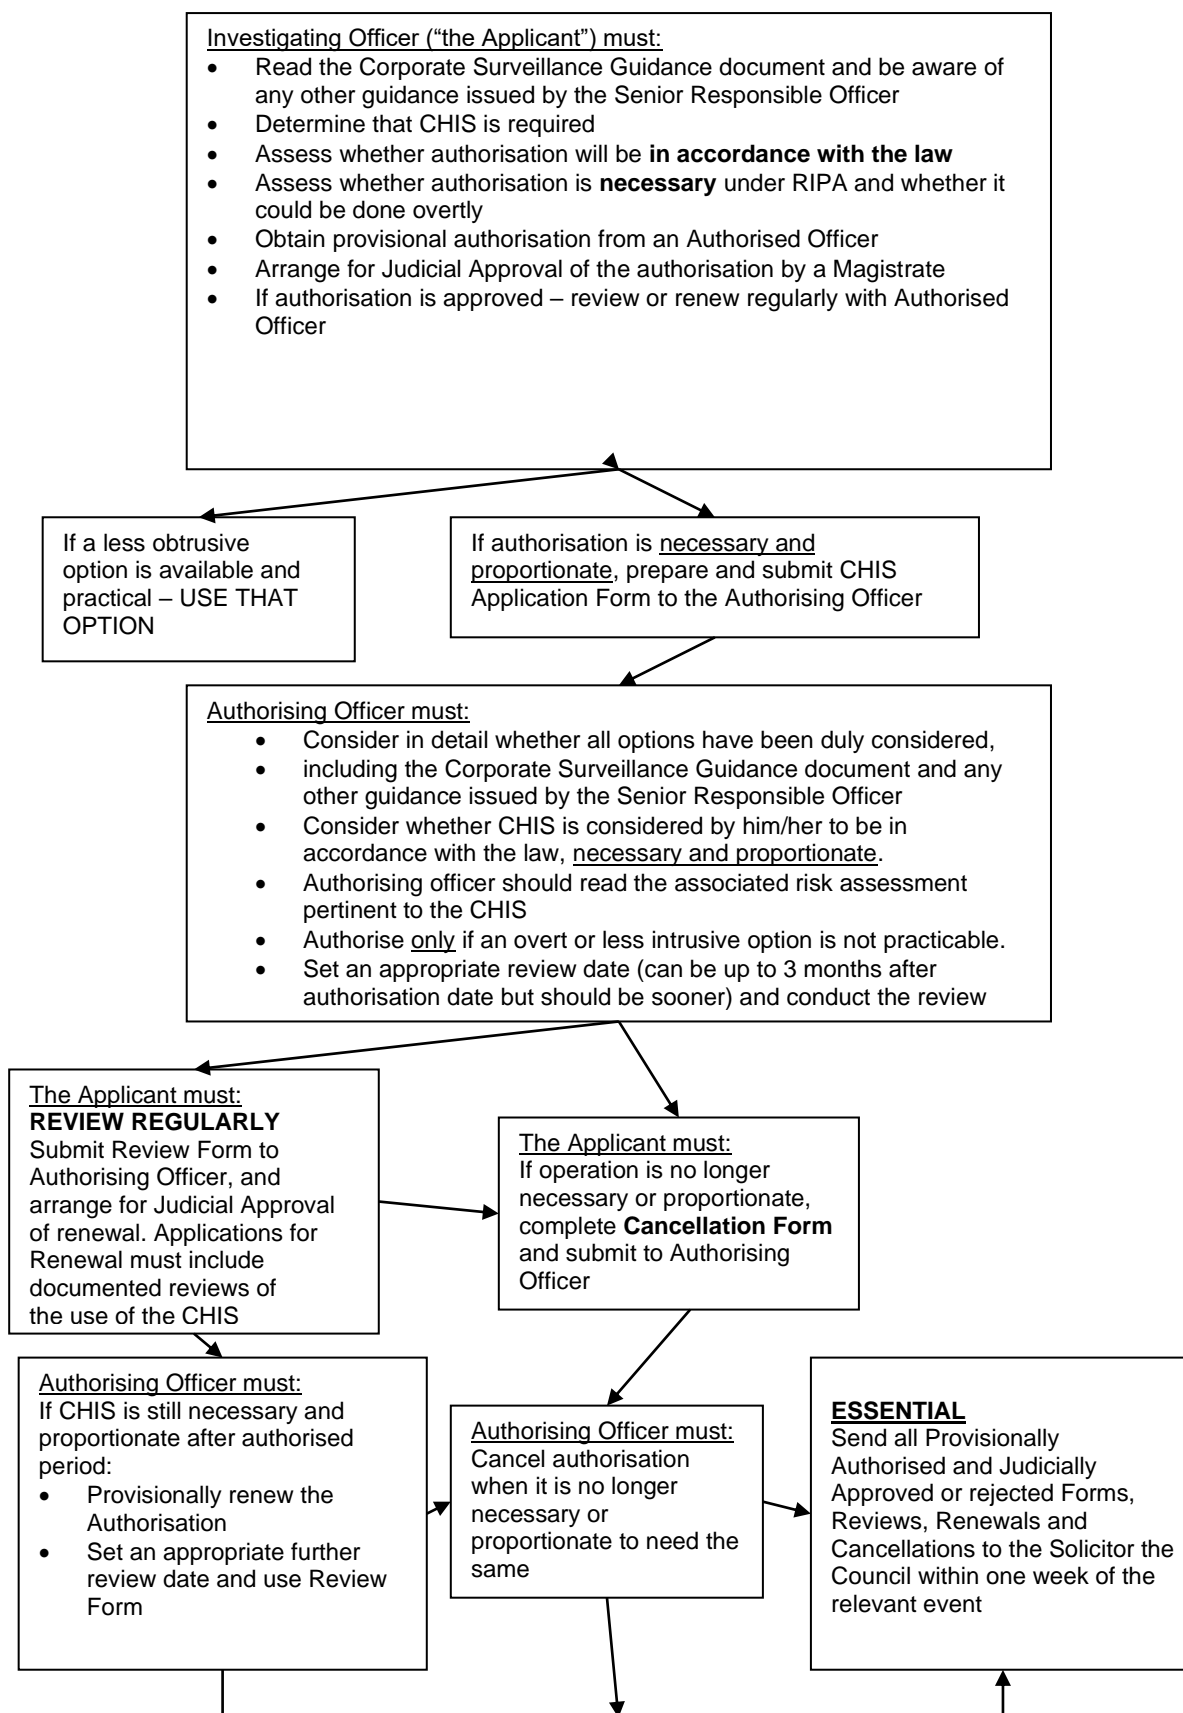 Investigating Officer (“the Applicant”) must:
• Read the Corporate Surveillance Guidance document and be aware of
any other guidance issued by the Senior Responsible Officer
• Determine that CHIS is required
• Assess whether authorisation will be in accordance with the law
• Assess whether authorisation is necessary under RIPA and whether it
could be done overtly
• Obtain provisional authorisation from an Authorised Officer
• Arrange for Judicial Approval of the authorisation by a Magistrate
• If authorisation is approved – review or renew regularly with Authorised
Officer
If a less obtrusive
option is available and
practical – USE THAT
OPTION
If authorisation is necessary and
proportionate, prepare and submit CHIS
Application Form to the Authorising Officer
Authorising Officer must:
• Consider in detail whether all options have been duly considered,
• including the Corporate Surveillance Guidance document and any
other guidance issued by the Senior Responsible Officer
• Consider whether CHIS is considered by him/her to be in
accordance with the law, necessary and proportionate.
• Authorising officer should read the associated risk assessment
pertinent to the CHIS
• Authorise only if an overt or less intrusive option is not practicable.
• Set an appropriate review date (can be up to 3 months after
authorisation date but should be sooner) and conduct the review
The Applicant must:
REVIEW REGULARLY
Submit Review Form to
Authorising Officer, and
arrange for Judicial Approval
of renewal. Applications for
Renewal must include
documented reviews of
the use of the CHIS
The Applicant must:
If operation is no longer
necessary or proportionate,
complete Cancellation Form
and submit to Authorising
Officer
Authorising Officer must:
If CHIS is still necessary and
proportionate after authorised
period:
• Provisionally renew the
Authorisation
• Set an appropriate further
review date and use Review
Form
Authorising Officer must:
Cancel authorisation
when it is no longer
necessary or
proportionate to need the
same
ESSENTIAL
Send all Provisionally
Authorised and Judicially
Approved or rejected Forms,
Reviews, Renewals and
Cancellations to the Solicitor the
Council within one week of the
relevant event